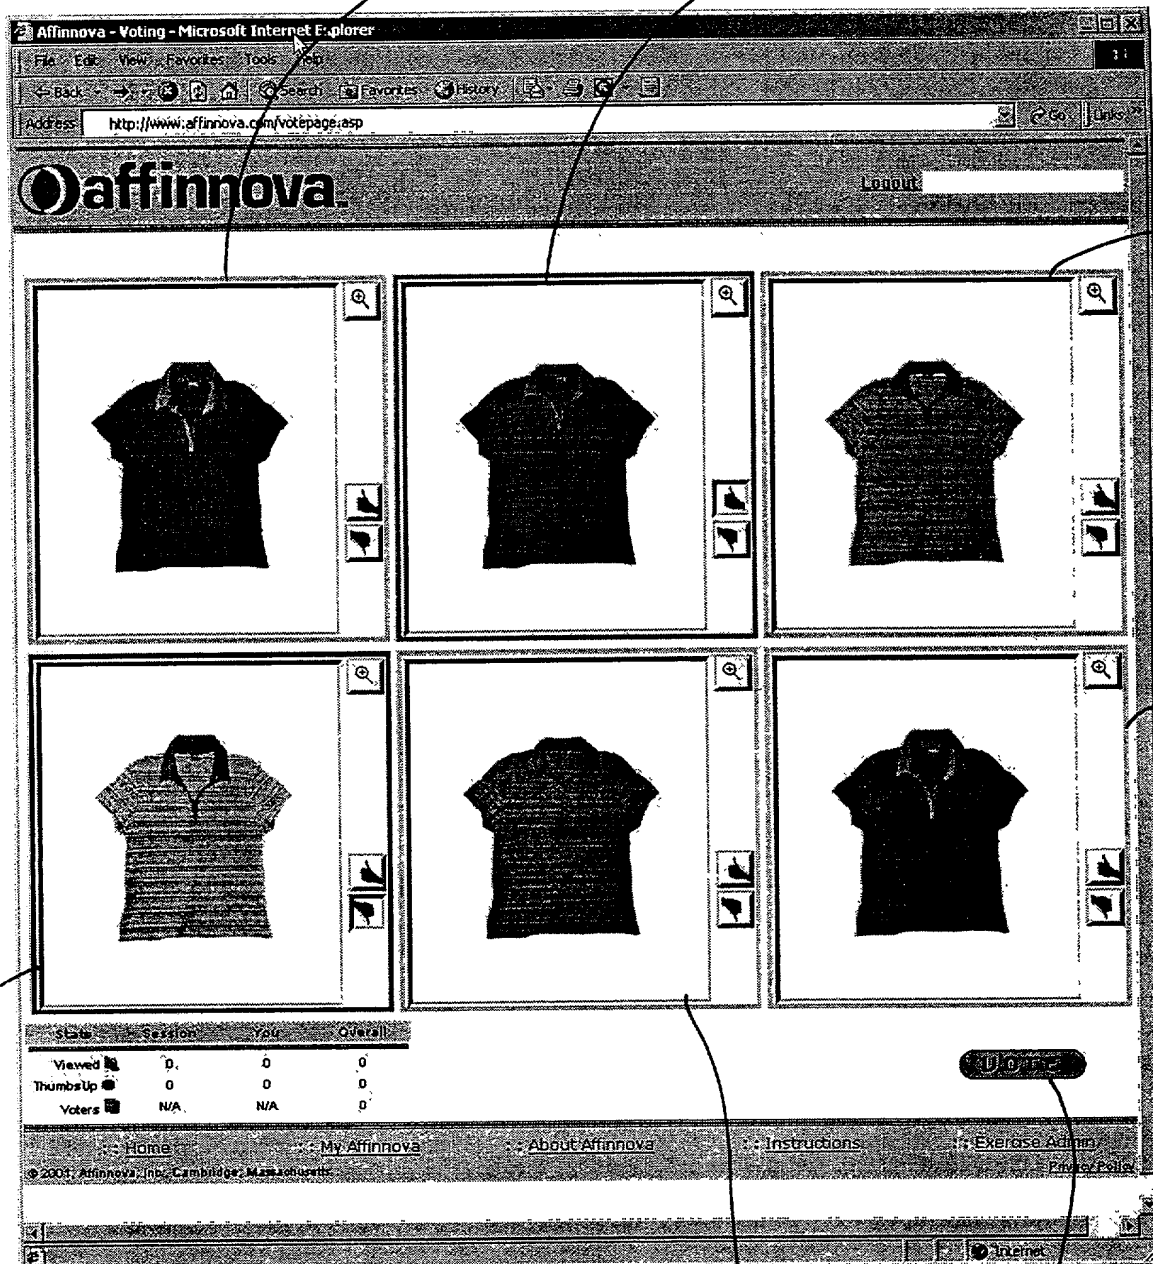 Affinnova - Voting - Microsoft Internet Explorer
File Edit View Favorites Tools Help
Back Search Favorites History
Address http://www.affinnova.com/votepage.asp Go Links »
affinnova.
Logout
Stats Session You Overall
Viewed 0 0 0
ThumbsUp 0 0 0
Voters N/A N/A 0
VOTE
:: Home :: My Affinnova :: About Affinnova :: Instructions :: Exercise Admin
© 2001, Affinnova, Inc, Cambridge, Massachusetts Privacy Policy
Internet